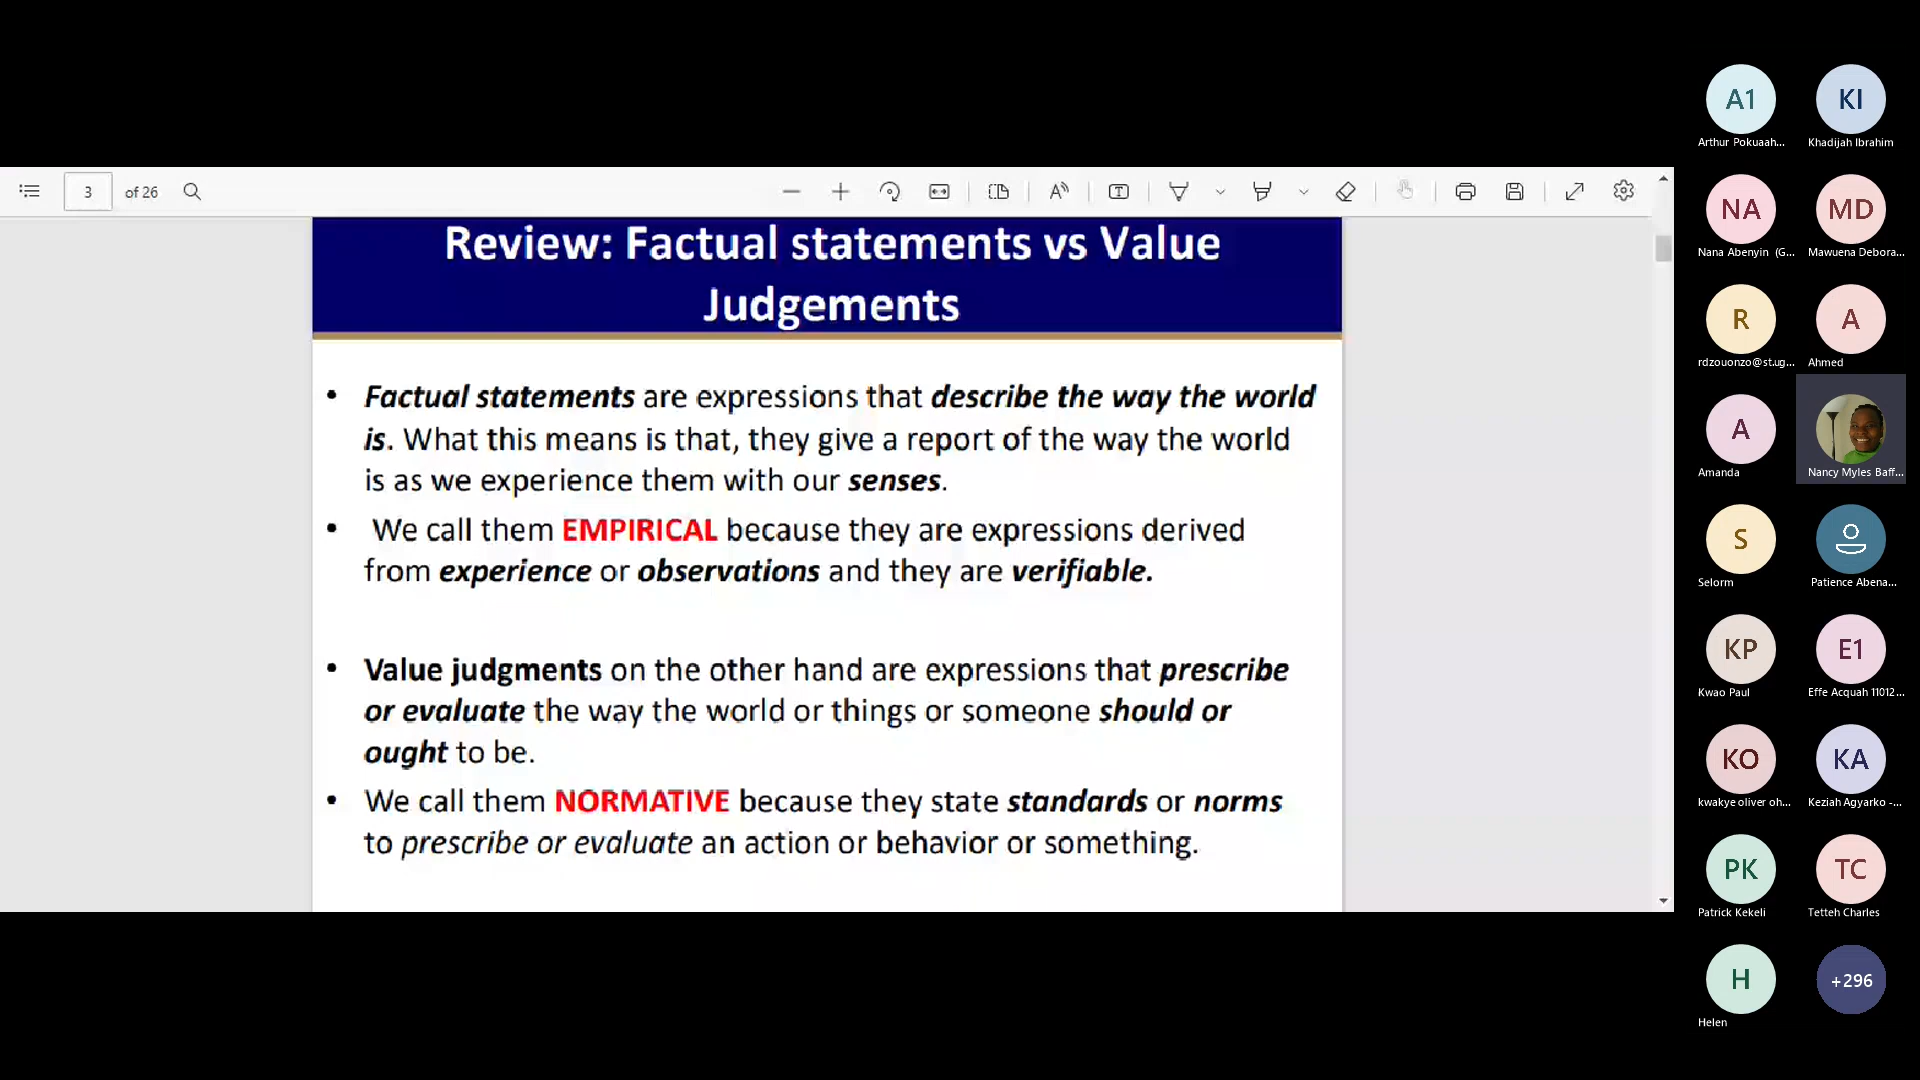 3 of 26
Review: Factual statements vs Value
Judgements
• Factual statements are expressions that describe the way the world
is. What this means is that, they give a report of the way the world
is as we experience them with our senses.
• We call them EMPIRICAL because they are expressions derived
from experience or observations and they are verifiable.
• Value judgments on the other hand are expressions that prescribe
or evaluate the way the world or things or someone should or
ought to be.
• We call them NORMATIVE because they state standards or norms
to prescribe or evaluate an action or behavior or something.
A1 KI
Arthur Pokuaah... Khadijah Ibrahim
NA MD
Nana Abenyin (G... Mawuena Debora...
R A
rdzouonzo@st.ug... Ahmed
A
Amanda Nancy Myles Baff...
S
Selorm Patience Abena...
KP E1
Kwao Paul Effe Acquah 11012...
KO KA
kwakye oliver oh... Keziah Agyarko -...
PK TC
Patrick Kekeli Tetteh Charles
H +296
Helen